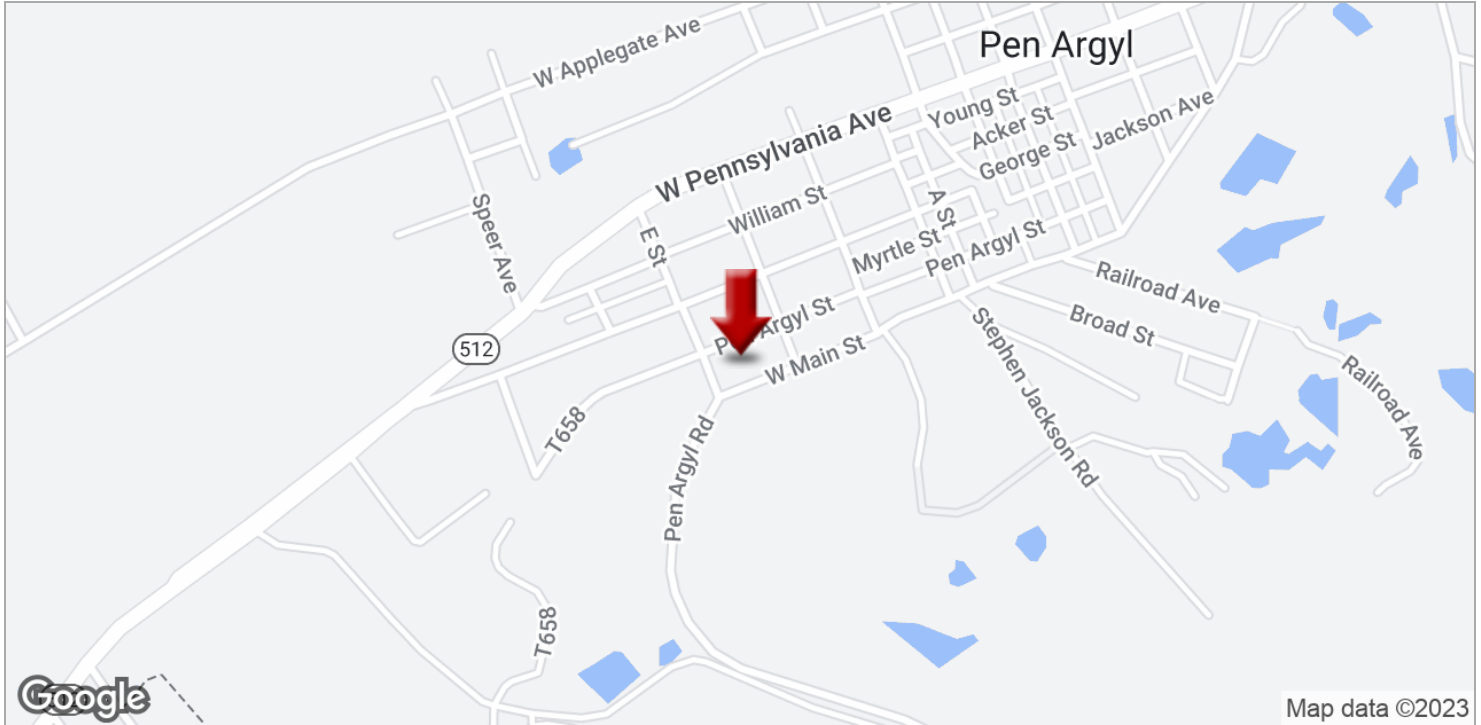 Pen Argyl
W Applegate Ave
W Pennsylvania Ave
Young St
Acker St
George St
Jackson Ave
William St
A St
Speer Ave
E St
Myrtle St
Pen Argyl St
Railroad Ave
Broad St
Argyl St
W Main St
512
Stephen Jackson Rd
Railroad Ave
T658
Pen Argyl Rd
T658
Google
Map data ©2023